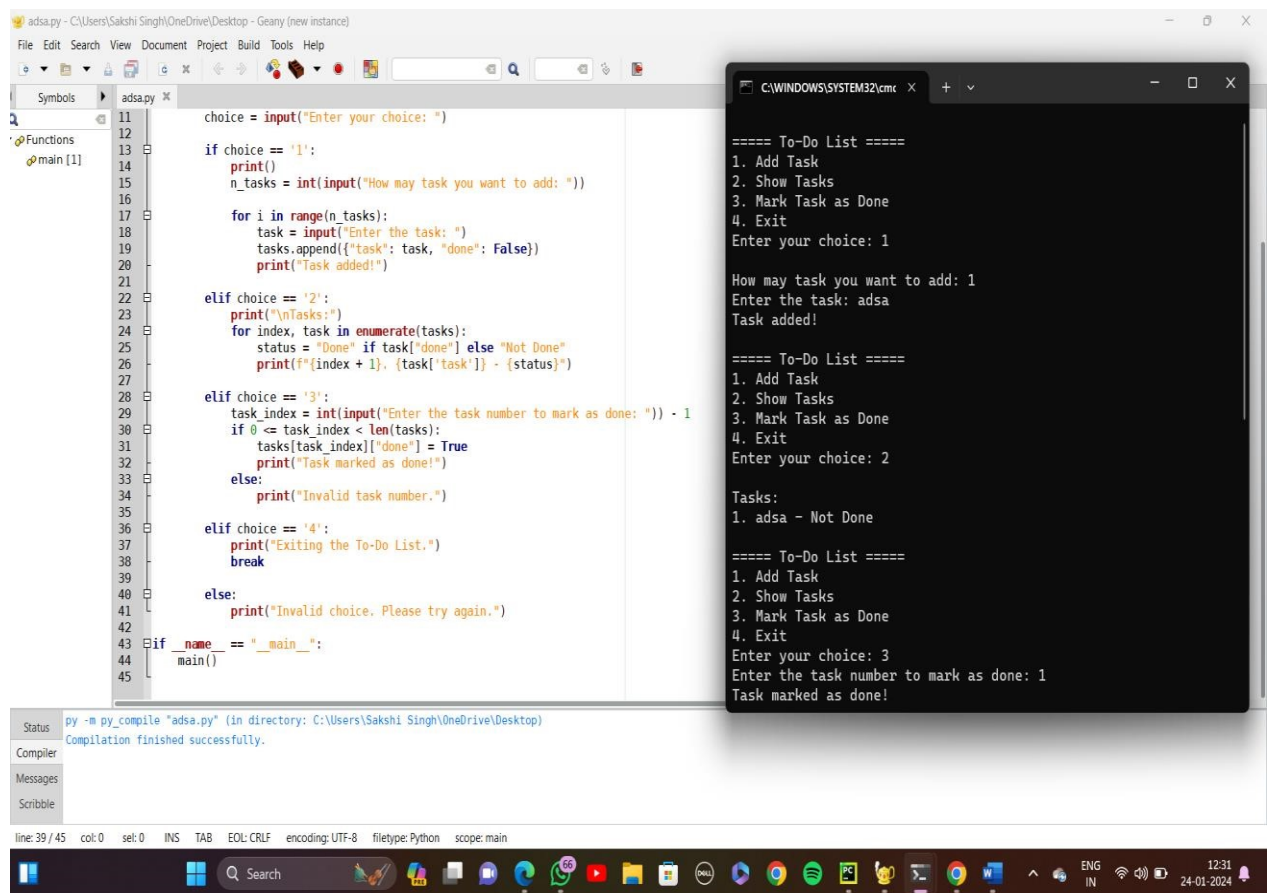 adsa.py - C:\Users\Sakshi Singh\OneDrive\Desktop - Geany (new instance)
File Edit Search View Document Project Build Tools Help
Symbols
adsa.py
Functions
main [1]
11 choice = input("Enter your choice: ")
12
13 if choice == '1':
14 print()
15 n_tasks = int(input("How may task you want to add: "))
16
17 for i in range(n_tasks):
18 task = input("Enter the task: ")
19 tasks.append({"task": task, "done": False})
20 print("Task added!")
21
22 elif choice == '2':
23 print("\nTasks:")
24 for index, task in enumerate(tasks):
25 status = "Done" if task["done"] else "Not Done"
26 print(f"{index + 1}. {task['task']} - {status}")
27
28 elif choice == '3':
29 task_index = int(input("Enter the task number to mark as done: ")) - 1
30 if 0 <= task_index < len(tasks):
31 tasks[task_index]["done"] = True
32 print("Task marked as done!")
33 else:
34 print("Invalid task number.")
35
36 elif choice == '4':
37 print("Exiting the To-Do List.")
38 break
39
40 else:
41 print("Invalid choice. Please try again.")
42
43 if __name__ == "__main__":
44 main()
45
C:\WINDOWS\SYSTEM32\cmc
===== To-Do List =====
1. Add Task
2. Show Tasks
3. Mark Task as Done
4. Exit
Enter your choice: 1
How may task you want to add: 1
Enter the task: adsa
Task added!
===== To-Do List =====
1. Add Task
2. Show Tasks
3. Mark Task as Done
4. Exit
Enter your choice: 2
Tasks:
1. adsa - Not Done
===== To-Do List =====
1. Add Task
2. Show Tasks
3. Mark Task as Done
4. Exit
Enter your choice: 3
Enter the task number to mark as done: 1
Task marked as done!
Status
Compiler
Messages
Scribble
py -m py_compile "adsa.py" (in directory: C:\Users\Sakshi Singh\OneDrive\Desktop)
Compilation finished successfully.
line: 39 / 45 col: 0 sel: 0 INS TAB EOL: CRLF encoding: UTF-8 filetype: Python scope: main
Search
PRE
66
DELL
PC
ENG
IN
12:31
24-01-2024